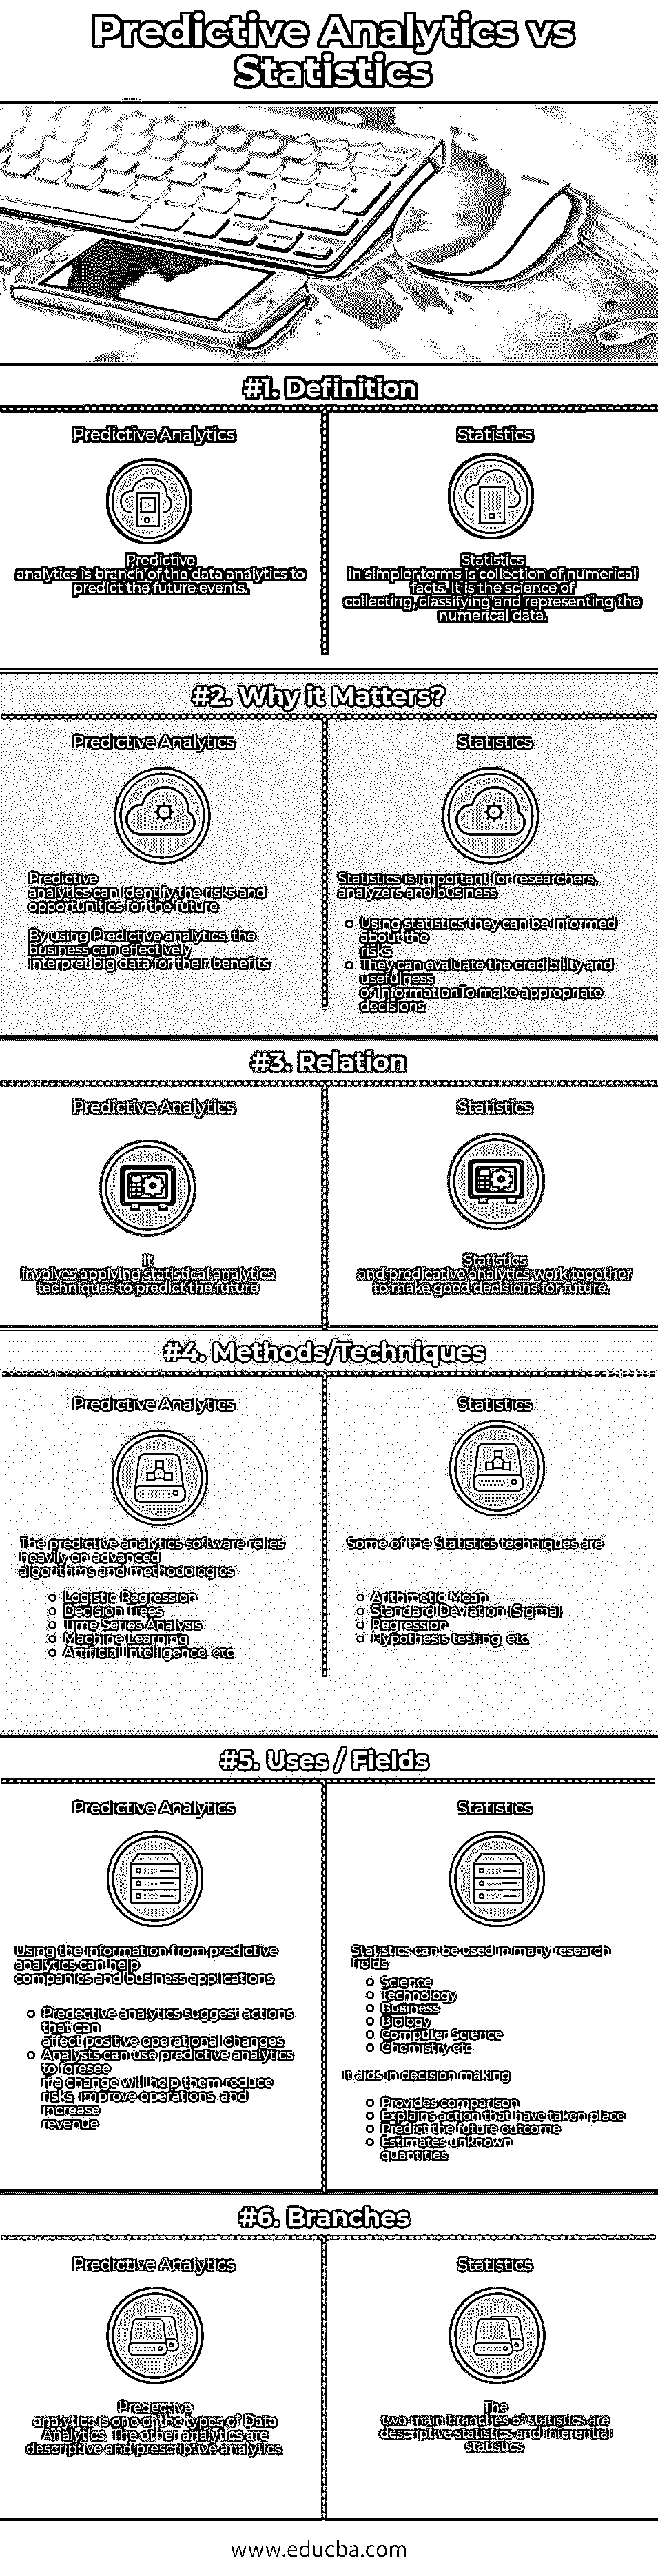 Predictive Analytics vs
Statistics
#1. Definition
Predictive Analytics
Predictive
analytics is branch of the data analytics to
predict the future events.
Statistics
In simpler terms is collection of numerical
facts. It is the science of
collecting, classifying and representing the
numerical data.
#2. Why it Matters?
Predictive Analytics
Predictive
analytics can identify the risks and
opportunities for the future
By using Predictive analytics, the
business can effectively
interpret big data for their benefits.
Statistics
Statistics is important for researchers,
analyzers and business
Using statistics they can be informed
about the
risks.
They can evaluate the credibility and
usefulness
of information To make appropriate
decisions.
#3. Relation
Predictive Analytics
It
involves applying statistical analytics
techniques to predict the future
Statistics
Statistics
and predicative analytics work together
to make good decisions for future.
#4. Methods/Techniques
Predictive Analytics
The predictive analytics software relies
heavily on advanced
algorithms and methodologies
Logistic Regression
Decision Trees
Time Series Analysis
Machine Learning
Artificial Intelligence, etc
Statistics
Some of the Statistics techniques are
Arithmetic Mean
Standard Deviation (Sigma)
Regression
Hypothesis testing, etc.
#5. Uses / Fields
Predictive Analytics
Using the information from predictive
analytics can help
companies and business applications
Predective analytics suggest actions
that can
affect positive operational changes.
Analysts can use predictive analytics
to foresee
if a change will help them reduce
risks, improve operations, and
increase
revenue
Statistics
Statistics can be used in many research
fields
Science
Technology
Business
Biology
Computer Science
Chemistry etc
It aids in decision making
Provides comparison
Explains action that have taken place
Predict the future outcome
Estimates unknown
quantities.
#6. Branches
Predictive Analytics
Predective
analytics is one of the types of Data
Analytics. The other analytics are
descriptive and prescriptive analytics.
Statistics
The
two main branches of statistics are
descriptive statistics and inferential
statistics.
www.educba.com